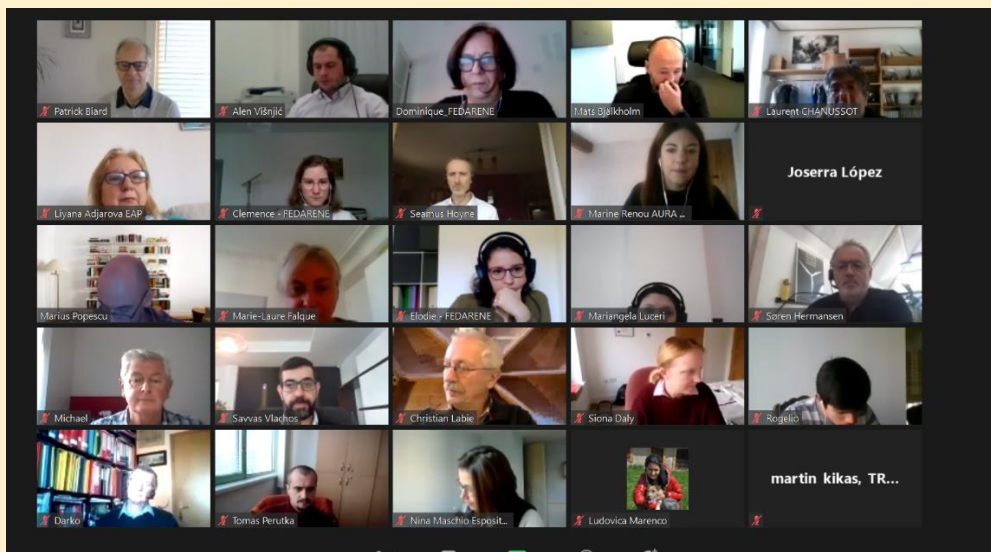 Patrick Biard
Alen Višnjić
Dominique_FEDARENE
Mats Bjälkholm
Laurent CHANUSSOT
Liyana Adjarova EAP
Clemence - FEDARENE
Seamus Hoyne
Marine Renou AURA ...
Joserra López
Marius Popescu
Marie-Laure Falque
Elodie - FEDARENE
Mariangela Luceri
Søren Hermansen
Michael
Savvas Vlachos
Christian Labie
Siona Daly
Rogelio
Darko
Tomas Perutka
Nina Maschio Esposit...
Ludovica Marenco
martin kikas, TR...